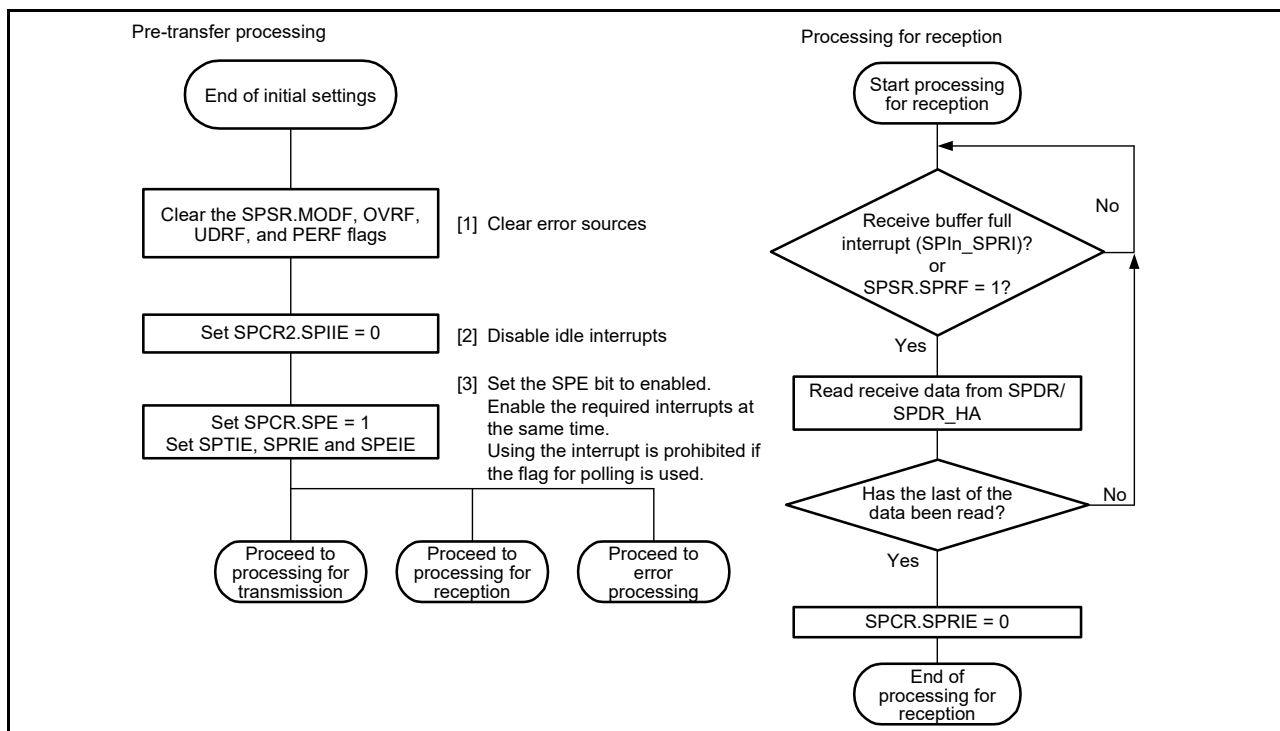 Pre-transfer processing
End of initial settings
Clear the SPSR.MODF, OVRF,
UDRF, and PERF flags
[1] Clear error sources
Set SPCR2.SPIIE = 0
[2] Disable idle interrupts
Set SPCR.SPE = 1
Set SPTIE, SPRIE and SPEIE
[3] Set the SPE bit to enabled.
Enable the required interrupts at
the same time.
Using the interrupt is prohibited if
the flag for polling is used.
Proceed to
processing for
transmission
Proceed to
processing for
reception
Proceed to
error
processing
Processing for reception
Start processing
for reception
Receive buffer full
interrupt (SPIn_SPRI)?
or
SPSR.SPRF = 1?
No
Yes
Read receive data from SPDR/
SPDR_HA
Has the last of the
data been read?
No
Yes
SPCR.SPRIE = 0
End of
processing for
reception